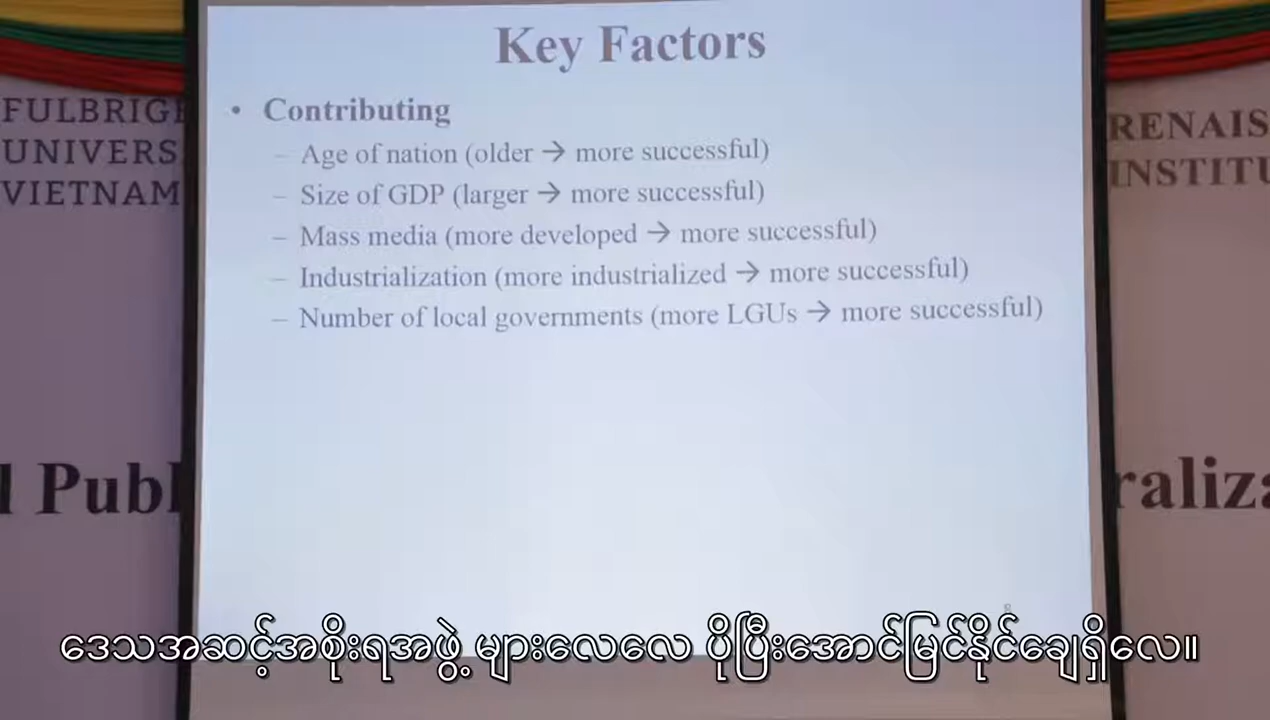 Key Factors
• Contributing
– Age of nation (older → more successful)
– Size of GDP (larger → more successful)
– Mass media (more developed → more successful)
– Industrialization (more industrialized → more successful)
– Number of local governments (more LGUs → more successful)
8
FULBRIG
UNIVERS
VIETNAM
RENAIS
INSTITU
l Publ
raliza
ဒေသအဆင့်အစိုးရအဖွဲ့ များလေလေ ပိုပြီးအောင်မြင်နိုင်ချေရှိလေ။